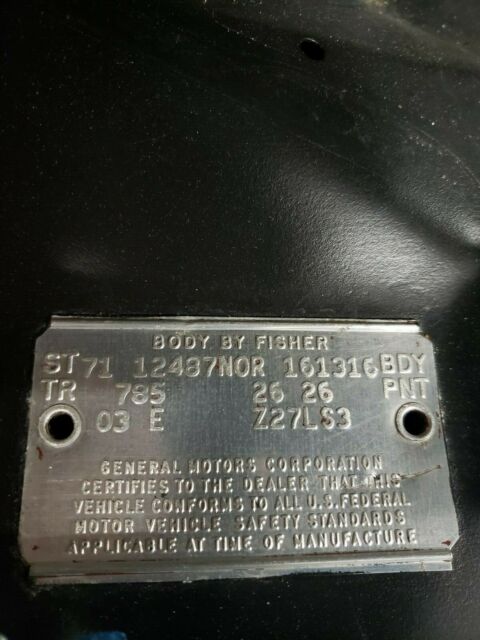 BODY BY FISHER
ST 71 12487NOR 161316 BDY
TR 785 26 26 PNT
03 E Z27LS3
GENERAL MOTORS CORPORATION
CERTIFIES TO THE DEALER THAT THIS
VEHICLE CONFORMS TO ALL U.S. FEDERAL
MOTOR VEHICLE SAFETY STANDARDS
APPLICABLE AT TIME OF MANUFACTURE